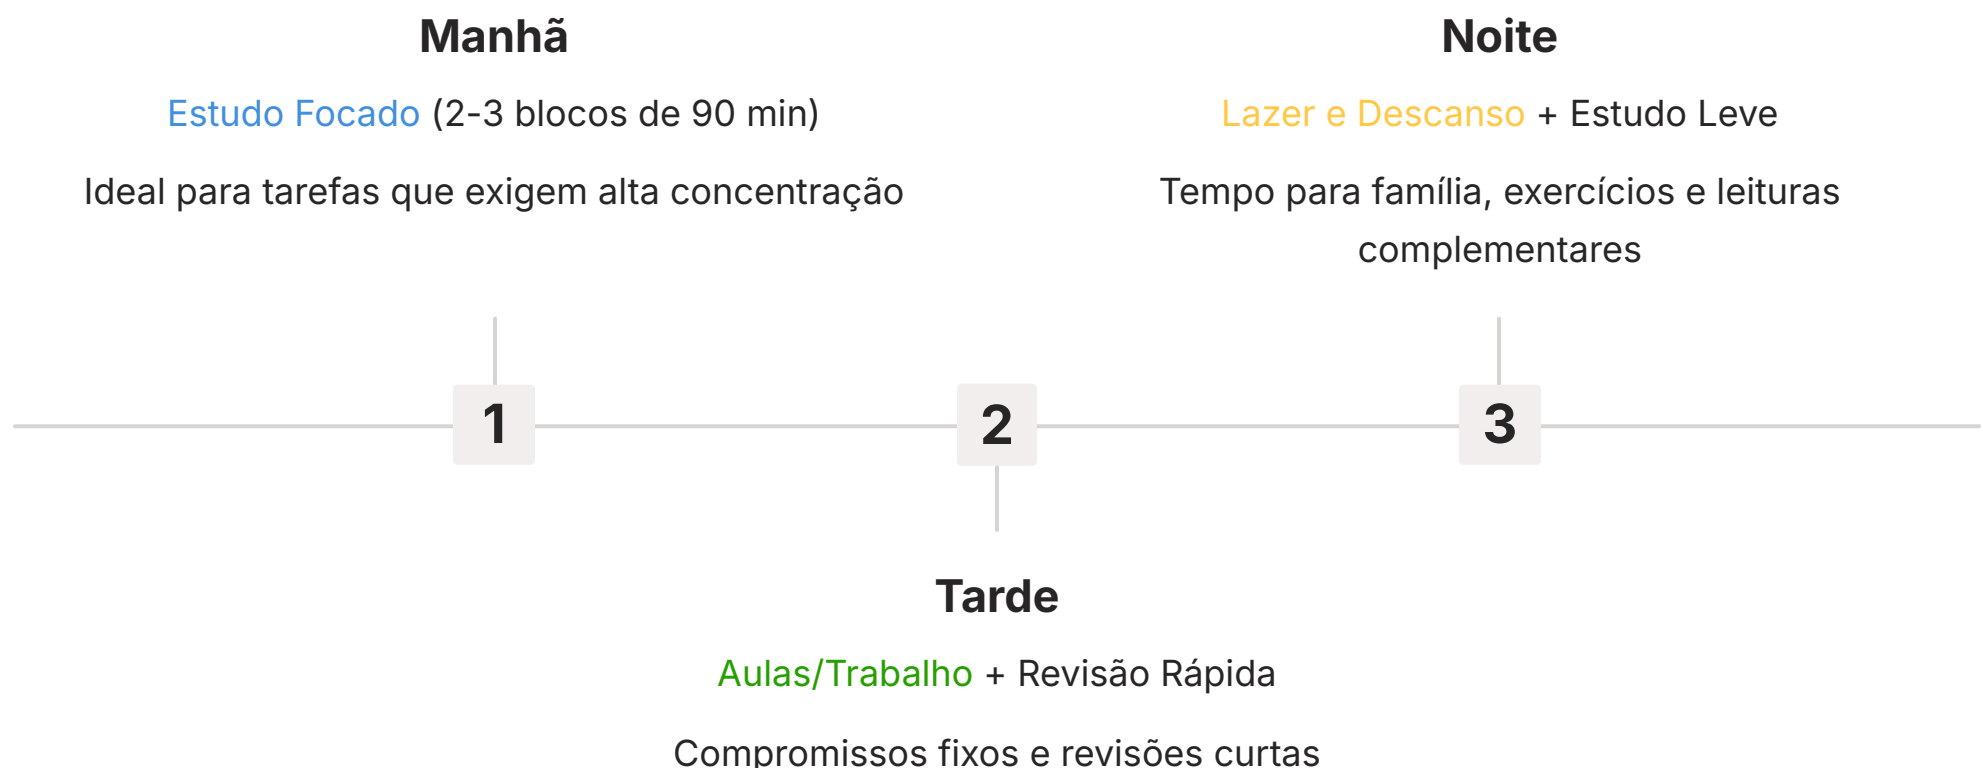 Manhã
Estudo Focado (2-3 blocos de 90 min)
Ideal para tarefas que exigem alta concentração
Noite
Lazer e Descanso + Estudo Leve
Tempo para família, exercícios e leituras
complementares
1
2
3
Tarde
Aulas/Trabalho + Revisão Rápida
Compromissos fixos e revisões curtas